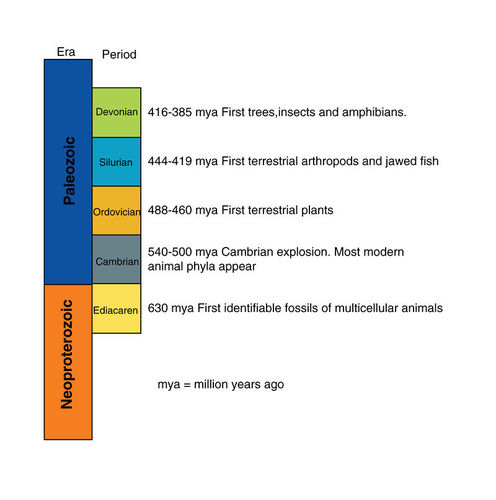 Era
Period
Paleozoic
Devonian
416-385 mya First trees,insects and amphibians.
Silurian
444-419 mya First terrestrial arthropods and jawed fish
Ordovician
488-460 mya First terrestrial plants
Cambrian
540-500 mya Cambrian explosion. Most modern
animal phyla appear
Neoproterozoic
Ediacaren
630 mya First identifiable fossils of multicellular animals
mya = million years ago